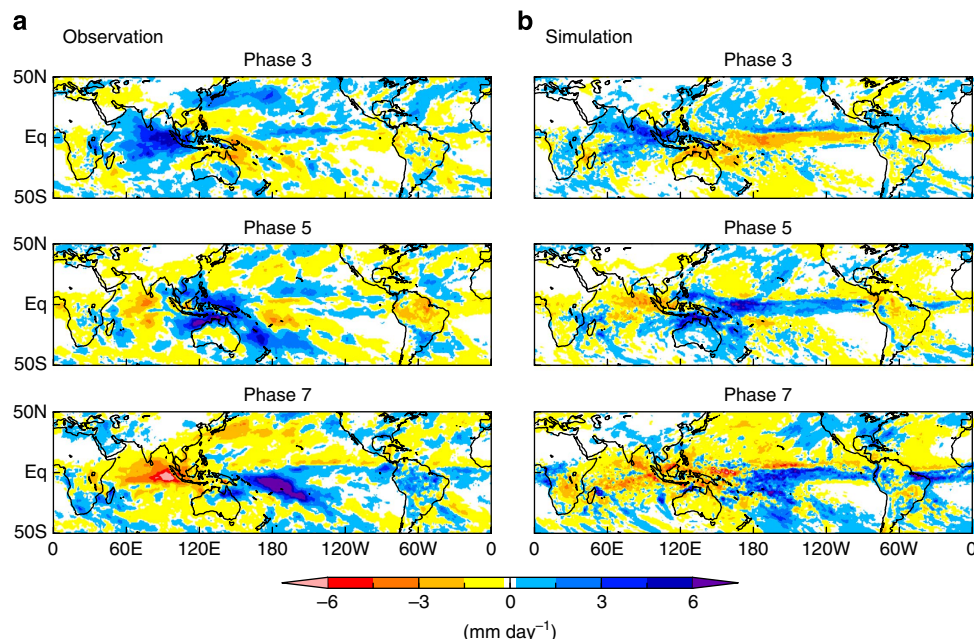 a
Observation
b
Simulation
Phase 3
Phase 3
50N
Eq
50S
Phase 5
Phase 5
50N
Eq
50S
Phase 7
Phase 7
50N
Eq
50S
0 60E 120E 180 120W 60W 0
0 60E 120E 180 120W 60W 0
−6 −3 0 3 6
(mm day⁻¹)